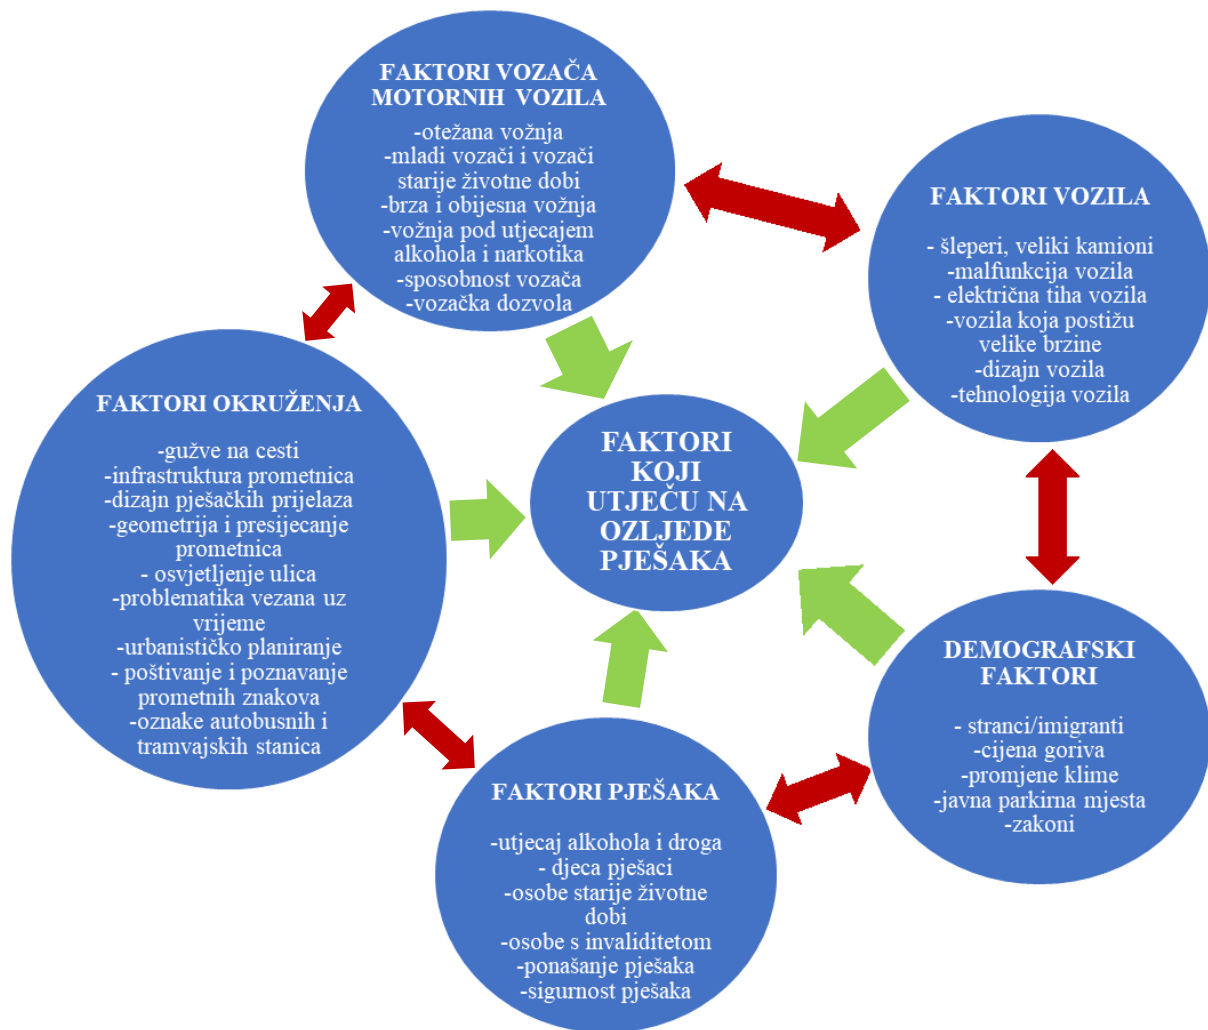 FAKTORI VOZAČA
MOTORNIH VOZILA
-otežana vožnja
-mladi vozači i vozači
starije životne dobi
-brza i obijesna vožnja
-vožnja pod utjecajem
alkohola i narkotika
-sposobnost vozača
-vozačka dozvola
FAKTORI VOZILA
- šleperi, veliki kamioni
-malfunkcija vozila
- električna tiha vozila
-vozila koja postižu
velike brzine
-dizajn vozila
-tehnologija vozila
FAKTORI OKRUŽENJA
-gužve na cesti
-infrastruktura prometnica
-dizajn pješačkih prijelaza
-geometrija i presijecanje
prometnica
- osvjetljenje ulica
-problematika vezana uz
vrijeme
-urbanističko planiranje
- poštivanje i poznavanje
prometnih znakova
-oznake autobusnih i
tramvajskih stanica
FAKTORI
KOJI
UTJEČU NA
OZLJEDE
PJEŠAKA
DEMOGRAFSKI
FAKTORI
- stranci/imigranti
-cijena goriva
-promjene klime
-javna parkirna mjesta
-zakoni
FAKTORI PJEŠAKA
-utjecaj alkohola i droga
- djeca pješaci
-osobe starije životne
dobi
-osobe s invaliditetom
-ponašanje pješaka
-sigurnost pješaka